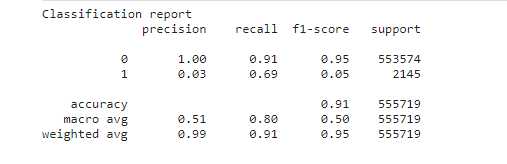 Classification report
precision recall f1-score support
0 1.00 0.91 0.95 553574
1 0.03 0.69 0.05 2145
accuracy 0.91 555719
macro avg 0.51 0.80 0.50 555719
weighted avg 0.99 0.91 0.95 555719